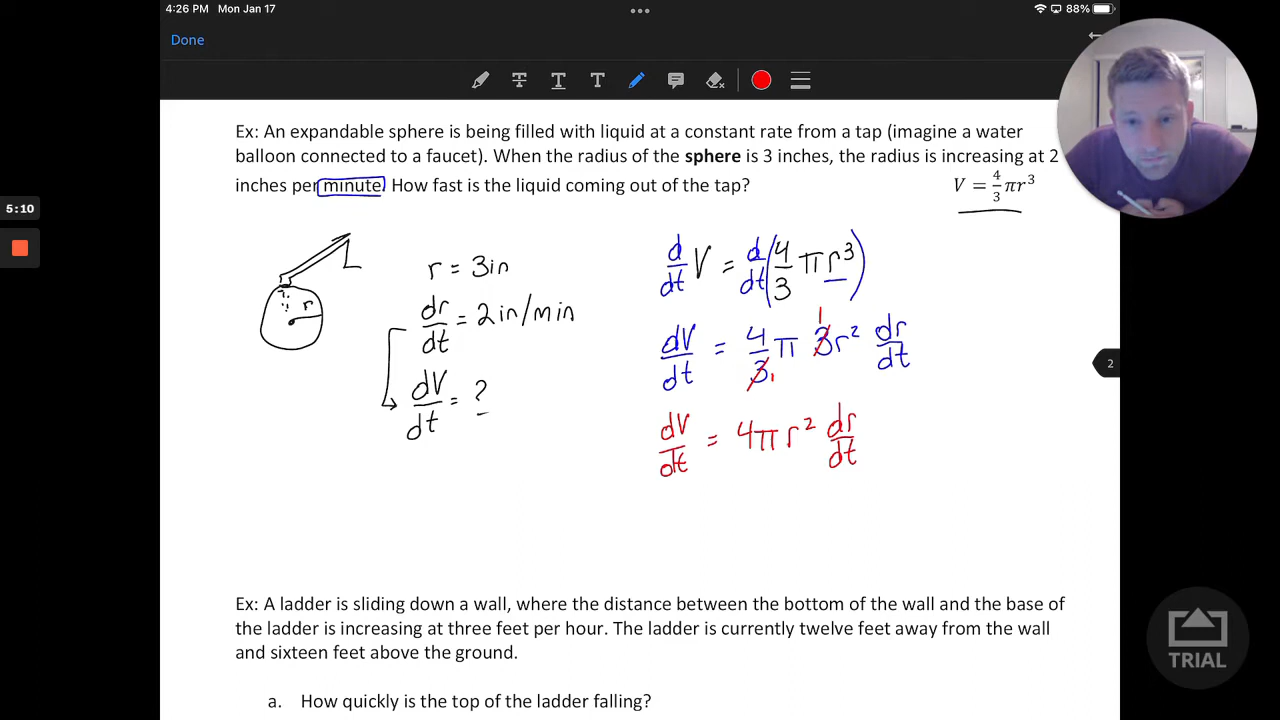 4:26 PM Mon Jan 17
88%
Done
Ex: An expandable sphere is being filled with liquid at a constant rate from a tap (imagine a water
balloon connected to a faucet). When the radius of the sphere is 3 inches, the radius is increasing at 2
inches per minute. How fast is the liquid coming out of the tap?
V = 4/3 πr³
5:10
r
r = 3in
dr/dt = 2in/min
dV/dt = ?
d/dt V = d/dt (4/3 π r³)
dV/dt = 4/3 π 3r² dr/dt
1
1
dV/dt = 4πr² dr/dt
2
Ex: A ladder is sliding down a wall, where the distance between the bottom of the wall and the base of
the ladder is increasing at three feet per hour. The ladder is currently twelve feet away from the wall
and sixteen feet above the ground.
a. How quickly is the top of the ladder falling?
TRIAL